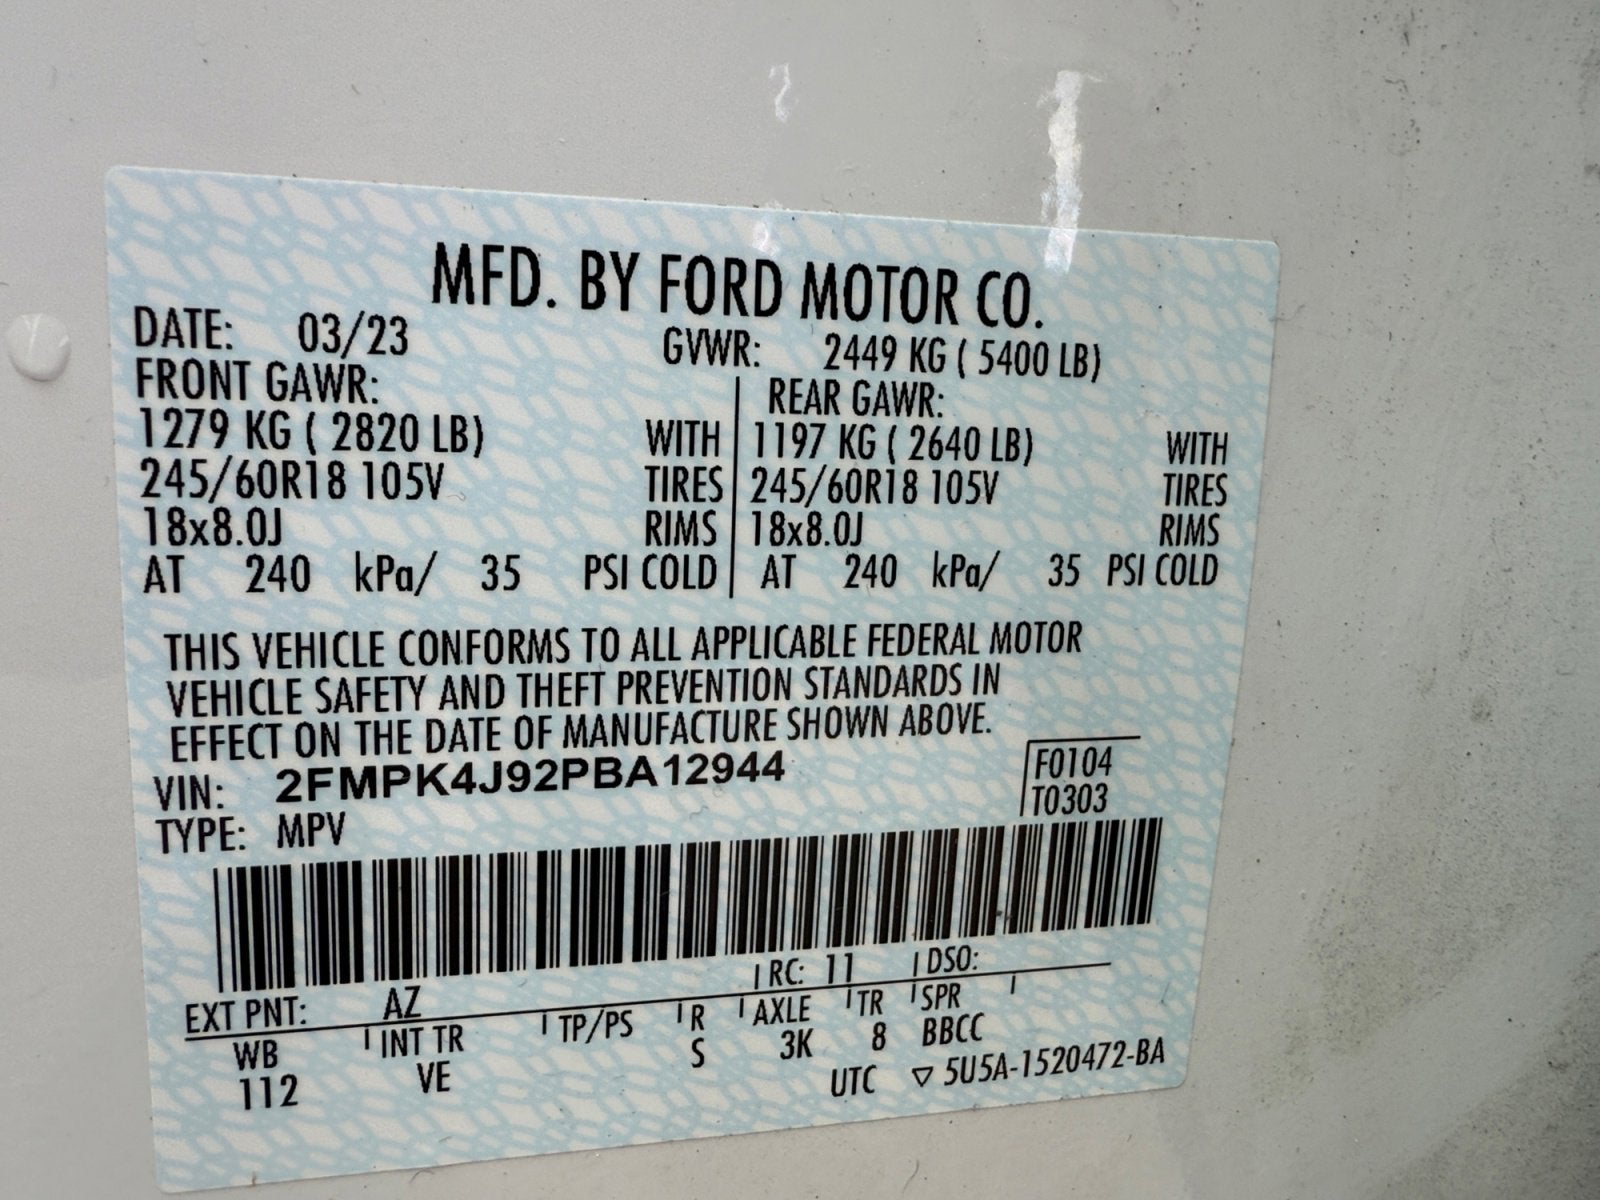 MFD. BY FORD MOTOR CO.
DATE: 03/23 GVWR: 2449 KG ( 5400 LB)
FRONT GAWR: REAR GAWR:
1279 KG ( 2820 LB) WITH 1197 KG ( 2640 LB) WITH
245/60R18 105V TIRES 245/60R18 105V TIRES
18x8.0J RIMS 18x8.0J RIMS
AT 240 kPa/ 35 PSI COLD AT 240 kPa/ 35 PSI COLD
THIS VEHICLE CONFORMS TO ALL APPLICABLE FEDERAL MOTOR
VEHICLE SAFETY AND THEFT PREVENTION STANDARDS IN
EFFECT ON THE DATE OF MANUFACTURE SHOWN ABOVE.
VIN: 2FMPK4J92PBA12944 F0104
TYPE: MPV T0303
EXT PNT: AZ RC: 11 DSO:
WB INT TR TP/PS R AXLE TR SPR
112 VE S 3K 8 BBCC
UTC ▽ 5U5A-1520472-BA